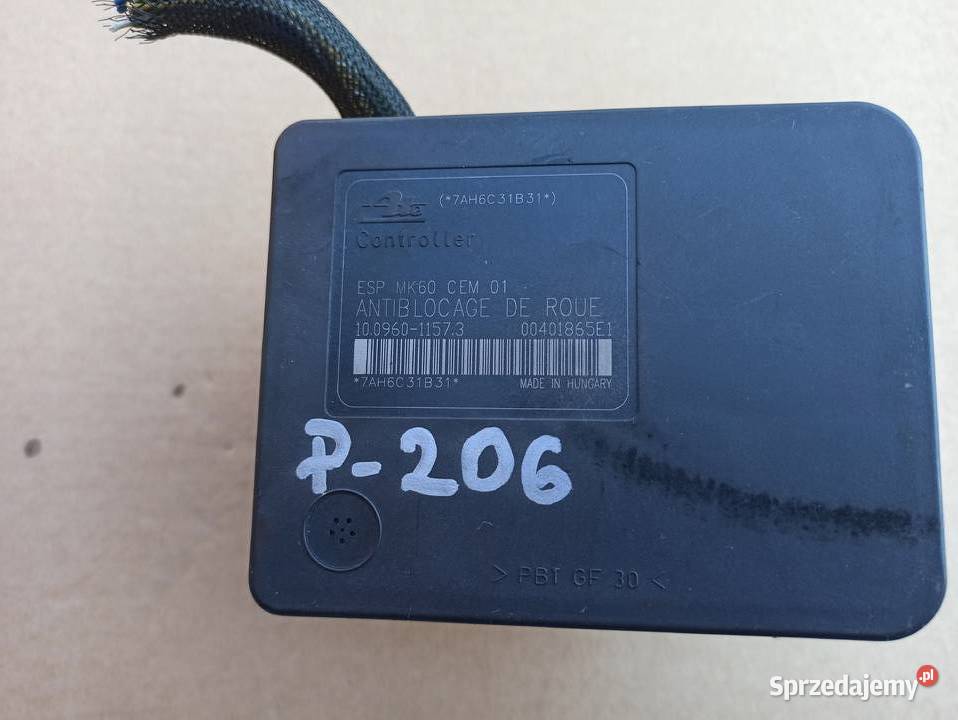 Ate (*7AH6C31B31*)
Controller
ESP MK60 CEM 01
ANTIBLOCAGE DE ROUE
10.0960-1157.3 00401865E1
*7AH6C31B31* MADE IN HUNGARY
P-206
> PBT GF 30 <
Sprzedajemy.pl